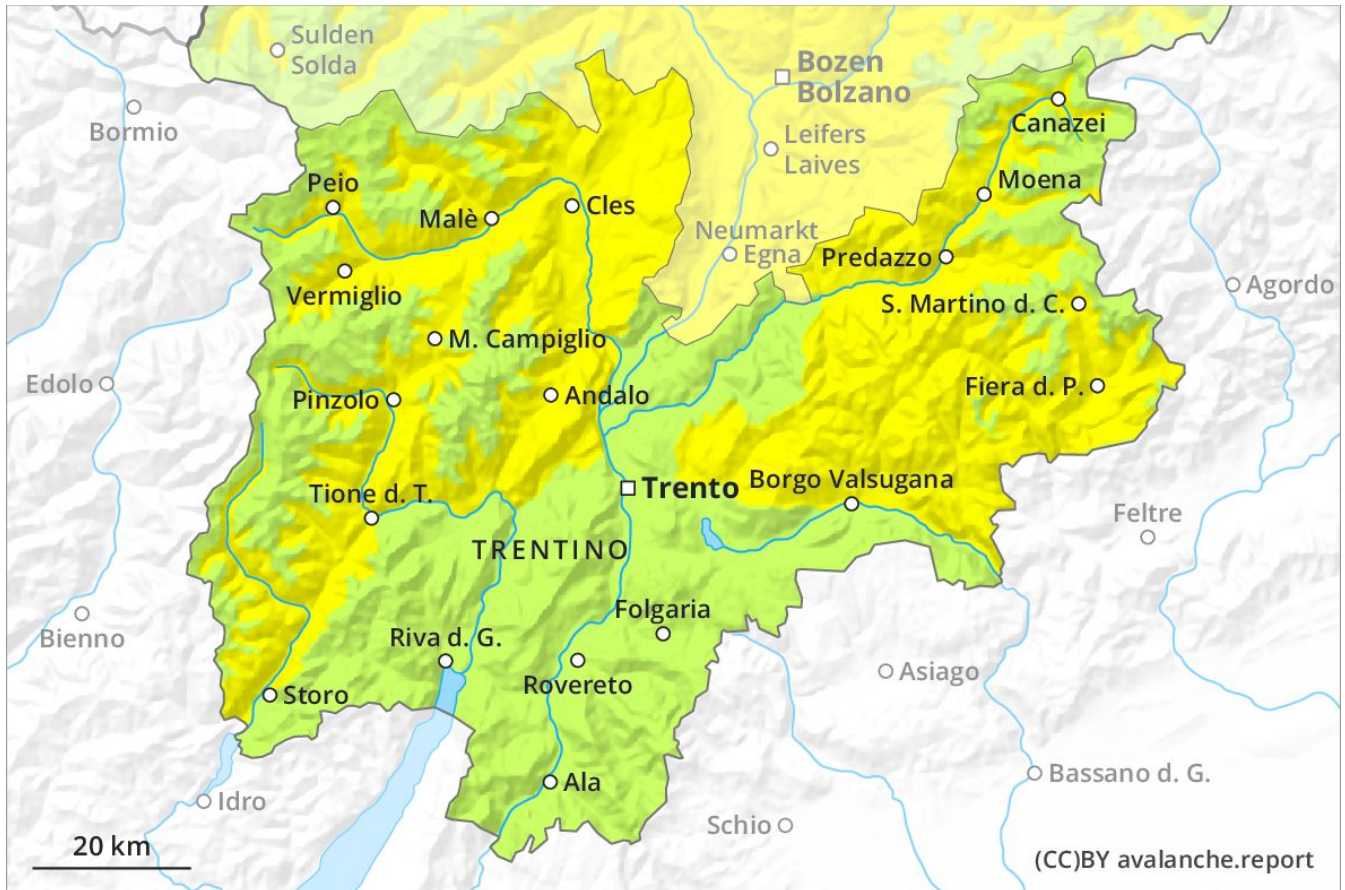 Sulden
Solda
Bozen
Bolzano
Bormio
Canazei
Leifers
Laives
Peio
Moena
Malè
Cles
Neumarkt
Egna
Predazzo
Vermiglio
S. Martino d. C.
Agordo
M. Campiglio
Edolo
Pinzolo
Andalo
Fiera d. P.
Tione d. T.
Trento
Borgo Valsugana
Feltre
TRENTINO
Bienno
Folgaria
Riva d. G.
Asiago
Rovereto
Storo
Idro
Ala
Bassano d. G.
Schio
20 km
(CC)BY avalanche.report